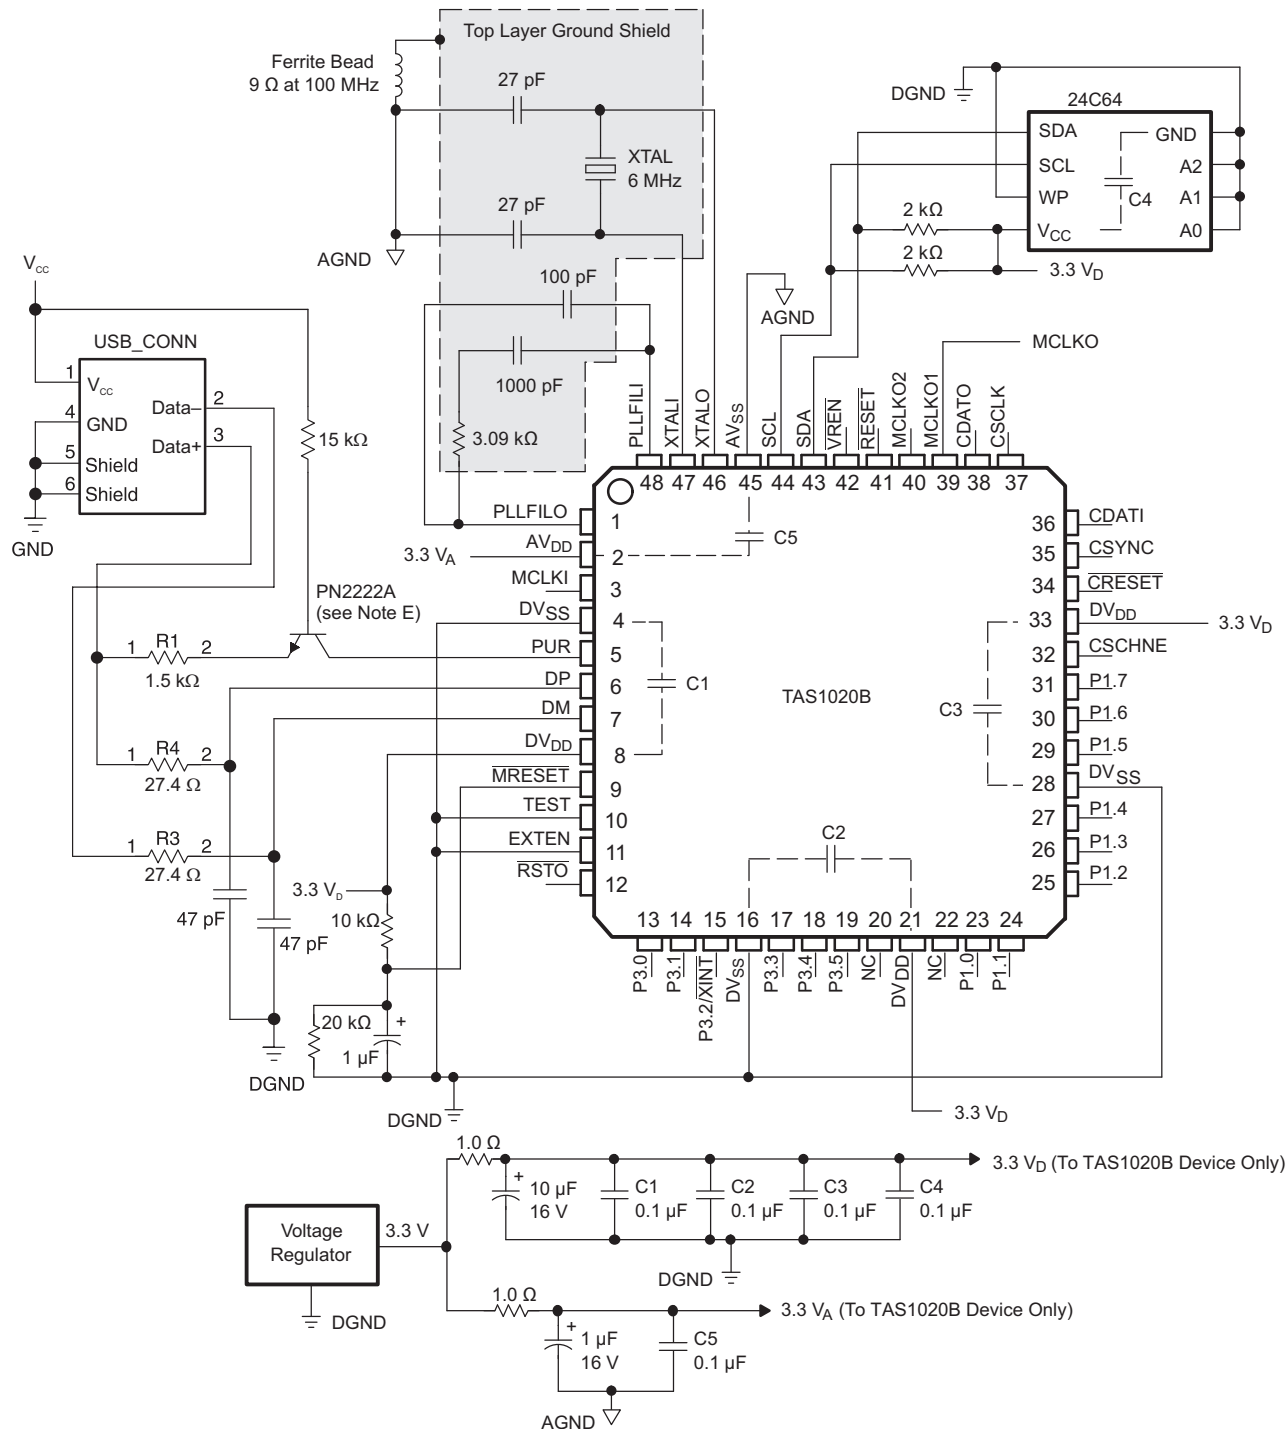 Top Layer Ground Shield
Ferrite Bead
9 Ω at 100 MHz
27 pF
XTAL
6 MHz
27 pF
AGND
100 pF
1000 pF
3.09 kΩ
DGND
24C64
SDA
SCL
WP
VCC
GND
A2
A1
A0
C4
2 kΩ
2 kΩ
3.3 VD
AGND
MCLKO
VCC
USB_CONN
1
VCC
4
GND
5
Shield
6
Shield
Data–
2
Data+
3
GND
15 kΩ
PN2222A
(see Note E)
1
R1
2
1.5 kΩ
1
R4
2
27.4 Ω
1
R3
2
27.4 Ω
47 pF
47 pF
DGND
3.3 VD
10 kΩ
20 kΩ
+
1 µF
DGND
PLLFILI
XTALI
XTALO
AVSS
SCL
SDA
VREN
RESET
MCLKO2
MCLKO1
CDATO
CSCLK
48 47 46 45 44 43 42 41 40 39 38 37
PLLFILO
1
3.3 VA
AVDD
2
MCLKI
3
DVSS
4
PUR
5
DP
6
DM
7
DVDD
8
MRESET
9
TEST
10
EXTEN
11
RSTO
12
C5
C1
TAS1020B
C3
C2
36 CDATI
35 CSYNC
34 CRESET
33 DVDD
3.3 VD
32 CSCHNE
31 P1.7
30 P1.6
29 P1.5
28 DVSS
27 P1.4
26 P1.3
25 P1.2
13 14 15 16 17 18 19 20 21 22 23 24
P3.0
P3.1
P3.2/XINT
DVSS
P3.3
P3.4
P3.5
NC
DVDD
NC
P1.0
P1.1
3.3 VD
Voltage
Regulator
3.3 V
DGND
1.0 Ω
+
10 µF
16 V
C1
0.1 µF
C2
0.1 µF
C3
0.1 µF
C4
0.1 µF
3.3 VD (To TAS1020B Device Only)
DGND
1.0 Ω
+
1 µF
16 V
C5
0.1 µF
3.3 VA (To TAS1020B Device Only)
AGND